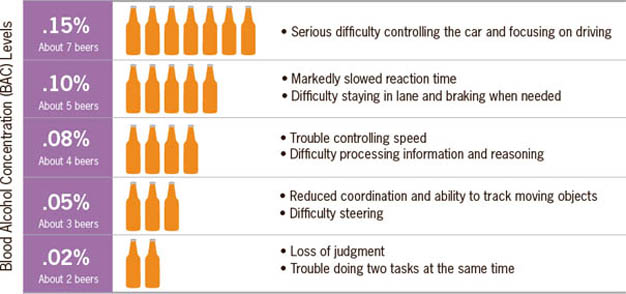 Blood Alcohol Concentration (BAC) Levels
.15%
About 7 beers
• Serious difficulty controlling the car and focusing on driving
.10%
About 5 beers
• Markedly slowed reaction time
• Difficulty staying in lane and braking when needed
.08%
About 4 beers
• Trouble controlling speed
• Difficulty processing information and reasoning
.05%
About 3 beers
• Reduced coordination and ability to track moving objects
• Difficulty steering
.02%
About 2 beers
• Loss of judgment
• Trouble doing two tasks at the same time